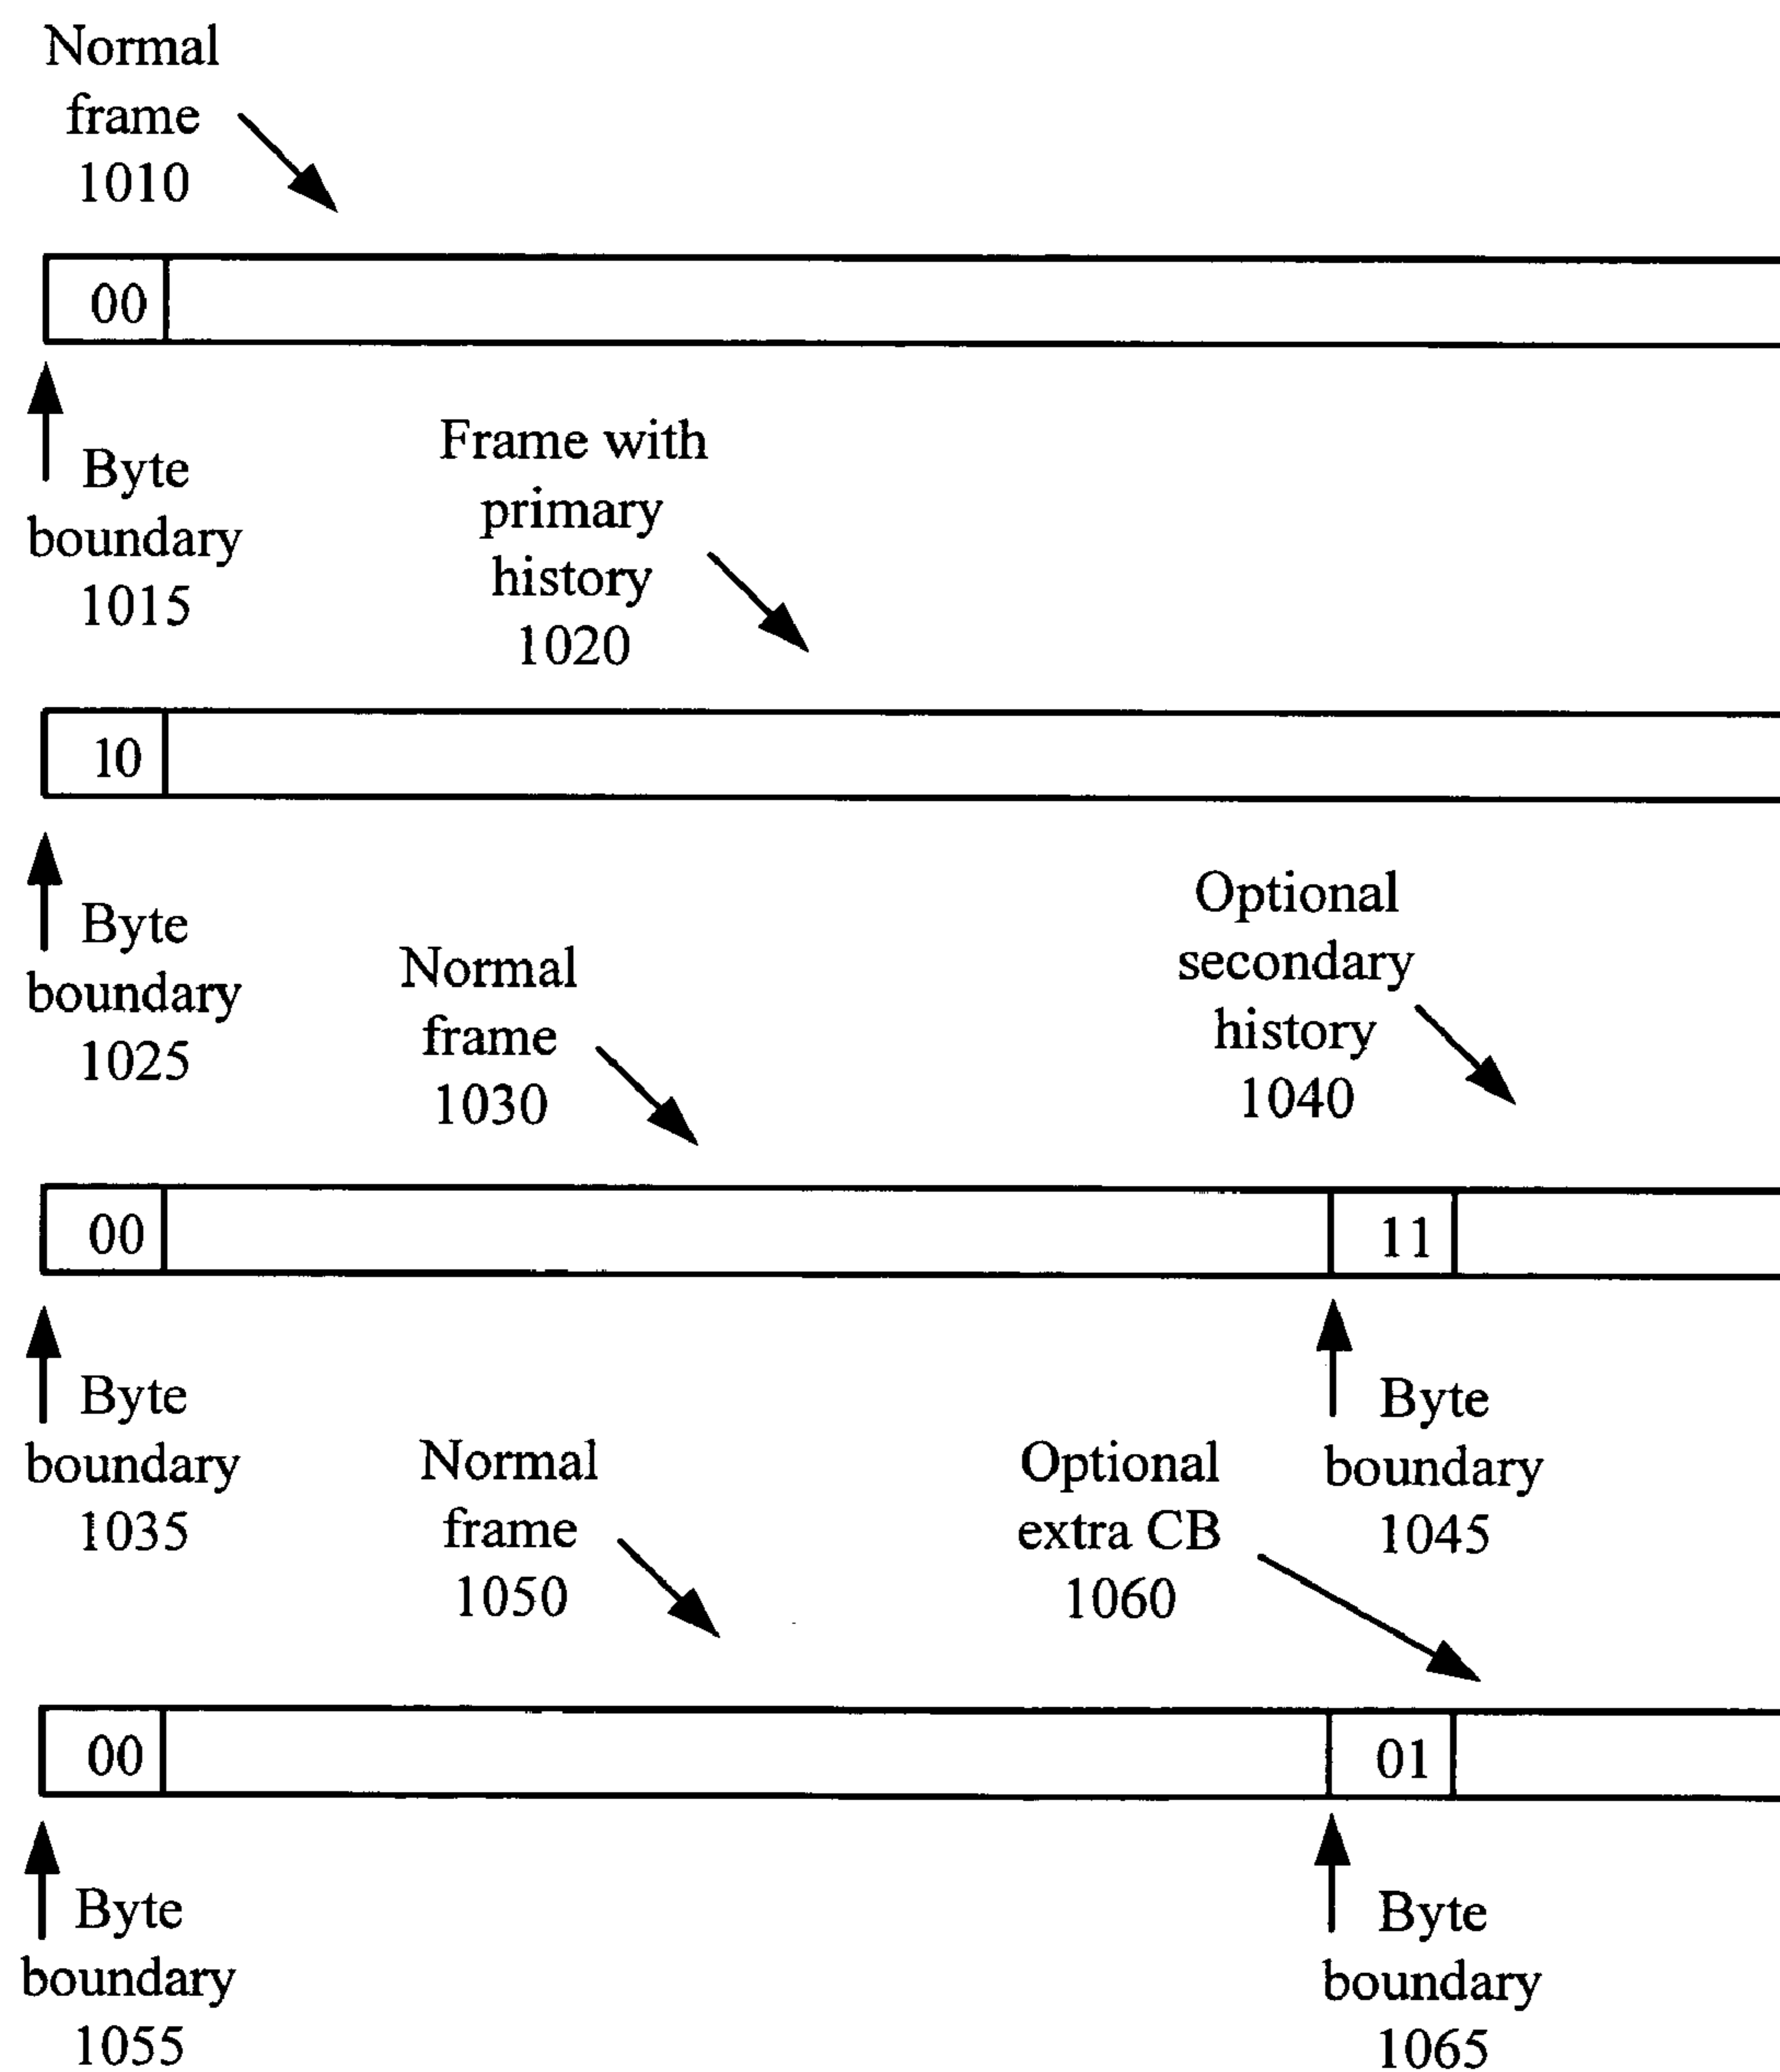 Normal
frame
1010
00
Byte
boundary
1015
Frame with
primary
history
1020
10
Byte
boundary
1025
Normal
frame
1030
Optional
secondary
history
1040
00
11
Byte
boundary
1035
Byte
boundary
1045
Normal
frame
1050
Optional
extra CB
1060
00
01
Byte
boundary
1055
Byte
boundary
1065